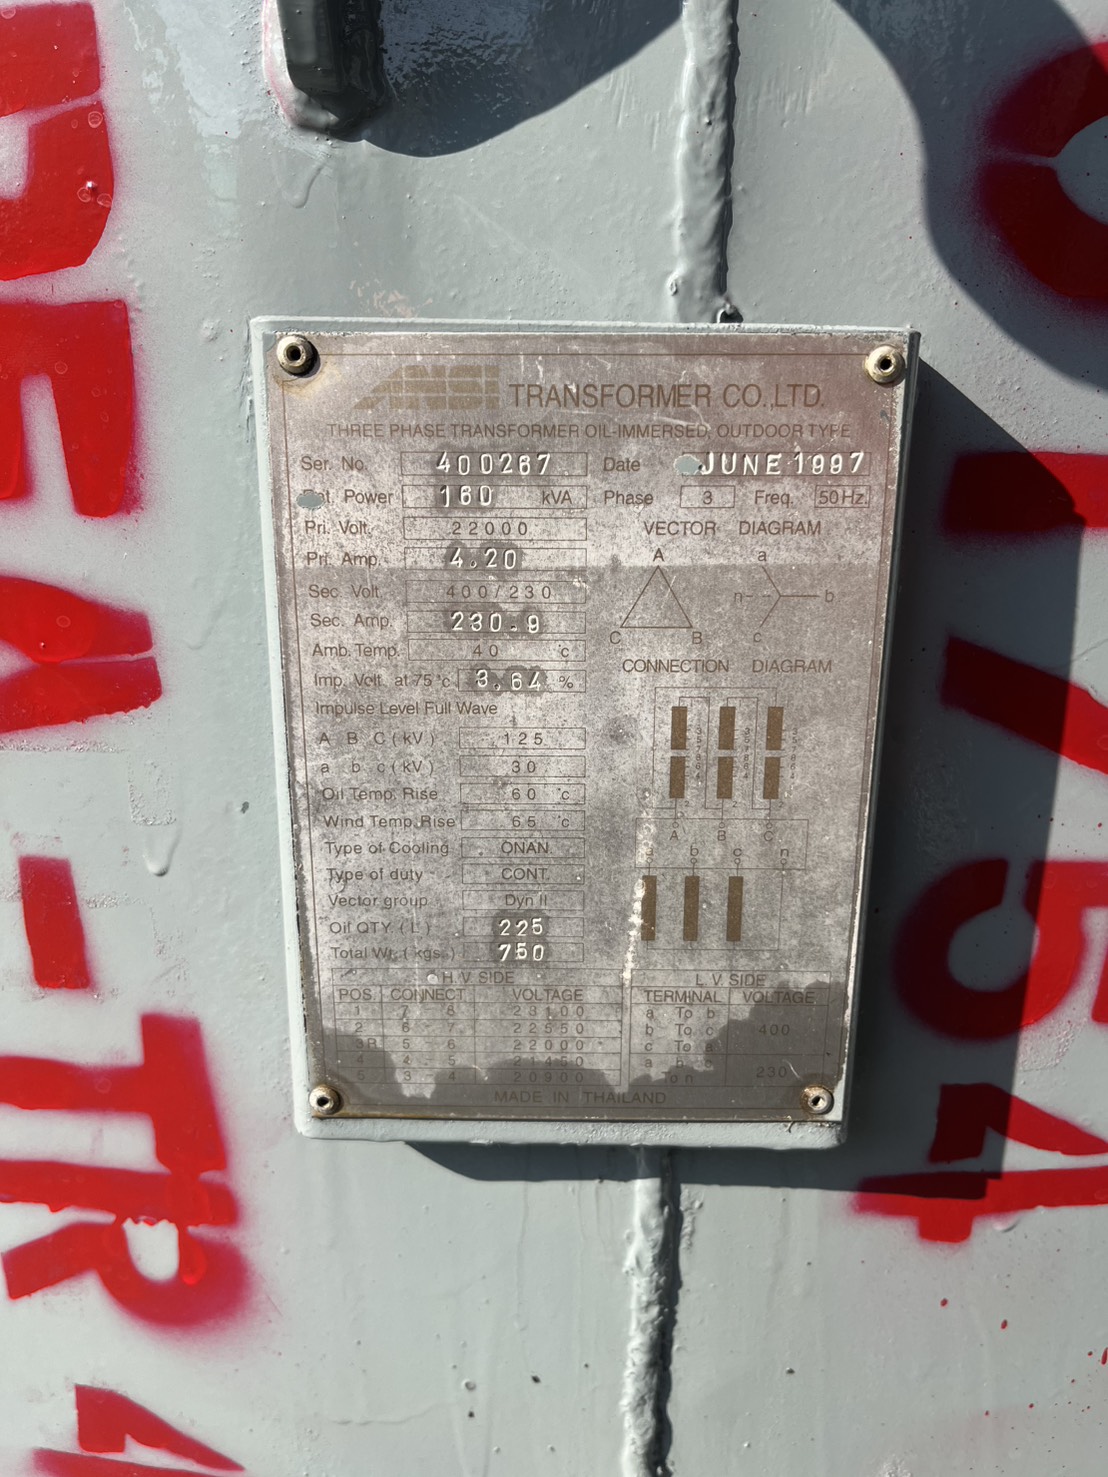 ANSI TRANSFORMER CO.,LTD.
THREE PHASE TRANSFORMER OIL-IMMERSED, OUTDOOR TYPE
Ser. No. 400267 Date JUNE 1997
Power 160 kVA Phase 3 Freq. 50 Hz.
Pri. Volt. 22000
Pri. Amp. 4.20
Sec. Volt. 400/230
Sec. Amp. 230.9
Amb. Temp. 40 °c
Imp. Volt. at 75 °c 3.64 %
Impulse Level Full Wave
A B C (kV) 125
a b c (kV) 30
Oil Temp. Rise 60 °c
Wind Temp. Rise 65 °c
Type of Cooling ONAN
Type of duty CONT.
Vector group Dyn II
Oil QTY. (L) 225
Total Wt. (kgs.) 750
VECTOR DIAGRAM
A a
n b
C B c
CONNECTION DIAGRAM
A B C
b c n
H.V. SIDE
POS. CONNECT VOLTAGE
1 7 - 8 23100
2 6 - 7 22550
3R 5 - 6 22000
4 4 - 5 21450
5 3 - 4 20900
L.V. SIDE
TERMINAL VOLTAGE
a To b
b To c 400
c To a
a b c
To n 230
MADE IN THAILAND